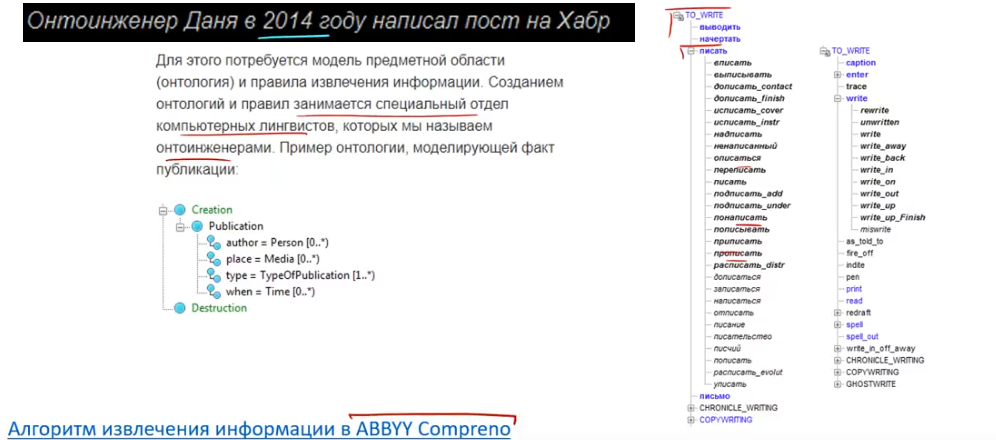 Онтоинженер Даня в 2014 году написал пост на Хабр
Для этого потребуется модель предметной области
(онтология) и правила извлечения информации. Созданием
онтологий и правил занимается специальный отдел
компьютерных лингвистов, которых мы называем
онтоинженерами. Пример онтологии, моделирующей факт
публикации:
Creation
Publication
author = Person [0..*)
place = Media [0..*)
type = TypeOfPublication [1..*)
when = Time [0..*)
Destruction
Алгоритм извлечения информации в ABBYY Compreno
TO_WRITE
выводить
начертать
писать
вписать
выписывать
дописать_contact
дописать_finish
исписать_cover
исписать_instr
надписать
ненаписанный
описаться
переписать
писать
подписать_add
подписать_under
понаписать
пописывать
приписать
прописать
расписать_distr
дописаться
записаться
написаться
отписать
писание
писательство
писчий
пописать
расписать_evolut
уписать
письмо
CHRONICLE_WRITING
COPYWRITING
TO_WRITE
caption
enter
trace
write
rewrite
unwritten
write
write_away
write_back
write_in
write_on
write_out
write_up
write_up_Finish
miswrite
as_told_to
fire_off
indite
pen
print
read
redraft
spell
spell_out
write_in_off_away
CHRONICLE_WRITING
COPYWRITING
GHOSTWRITE